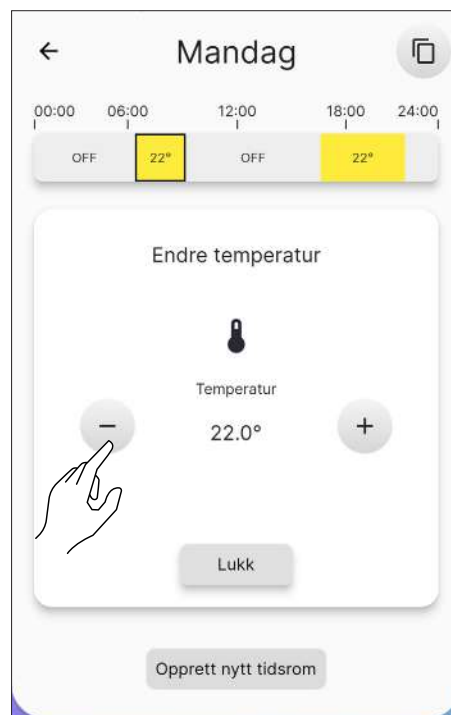 Mandag
00:00 06:00 12:00 18:00 24:00
OFF 22° OFF 22°
Endre temperatur
Temperatur
22.0°
Lukk
Opprett nytt tidsrom